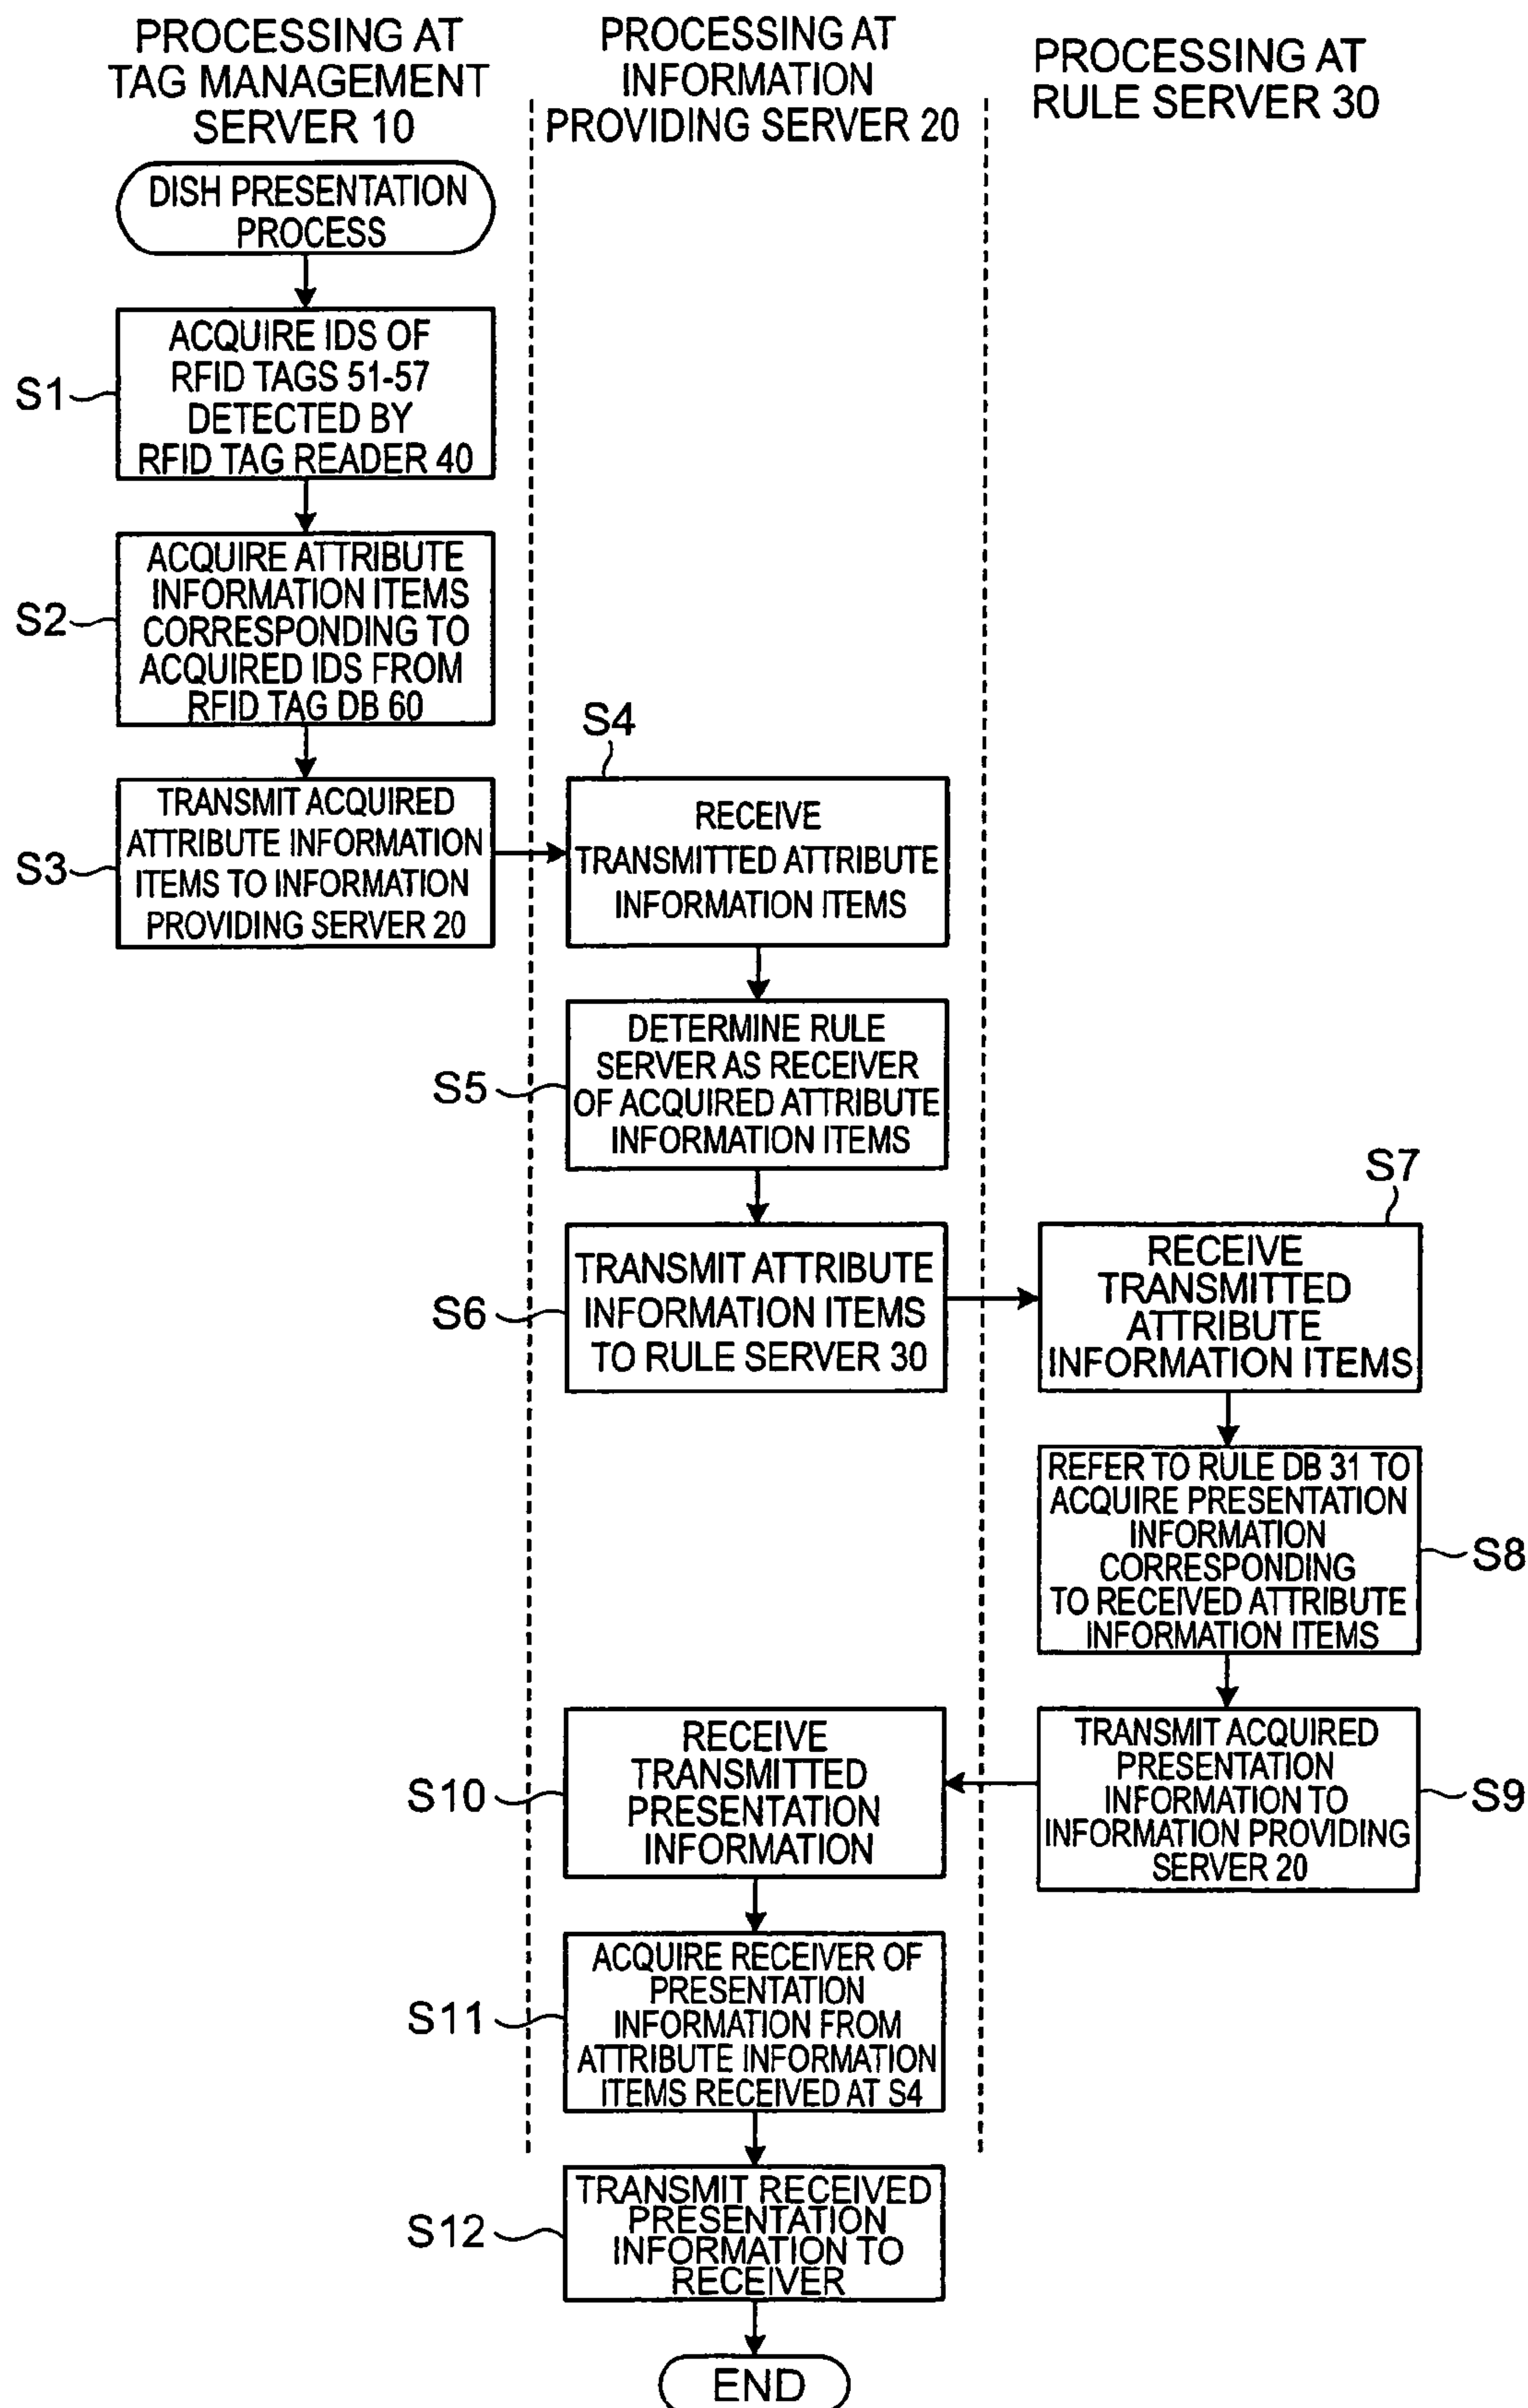 PROCESSING AT
TAG MANAGEMENT
SERVER 10
PROCESSING AT
INFORMATION
PROVIDING SERVER 20
PROCESSING AT
RULE SERVER 30
DISH PRESENTATION
PROCESS
S1
ACQUIRE IDS OF
RFID TAGS 51-57
DETECTED BY
RFID TAG READER 40
S2
ACQUIRE ATTRIBUTE
INFORMATION ITEMS
CORRESPONDING TO
ACQUIRED IDS FROM
RFID TAG DB 60
S3
TRANSMIT ACQUIRED
ATTRIBUTE INFORMATION
ITEMS TO INFORMATION
PROVIDING SERVER 20
S4
RECEIVE
TRANSMITTED ATTRIBUTE
INFORMATION ITEMS
S5
DETERMINE RULE
SERVER AS RECEIVER
OF ACQUIRED ATTRIBUTE
INFORMATION ITEMS
S6
TRANSMIT ATTRIBUTE
INFORMATION ITEMS
TO RULE SERVER 30
S7
RECEIVE
TRANSMITTED
ATTRIBUTE
INFORMATION ITEMS
REFER TO RULE DB 31 TO
ACQUIRE PRESENTATION
INFORMATION
CORRESPONDING
TO RECEIVED ATTRIBUTE
INFORMATION ITEMS
S8
TRANSMIT ACQUIRED
PRESENTATION
INFORMATION TO
INFORMATION PROVIDING
SERVER 20
S9
S10
RECEIVE
TRANSMITTED
PRESENTATION
INFORMATION
S11
ACQUIRE RECEIVER OF
PRESENTATION
INFORMATION FROM
ATTRIBUTE INFORMATION
ITEMS RECEIVED AT S4
S12
TRANSMIT RECEIVED
PRESENTATION
INFORMATION TO
RECEIVER
END